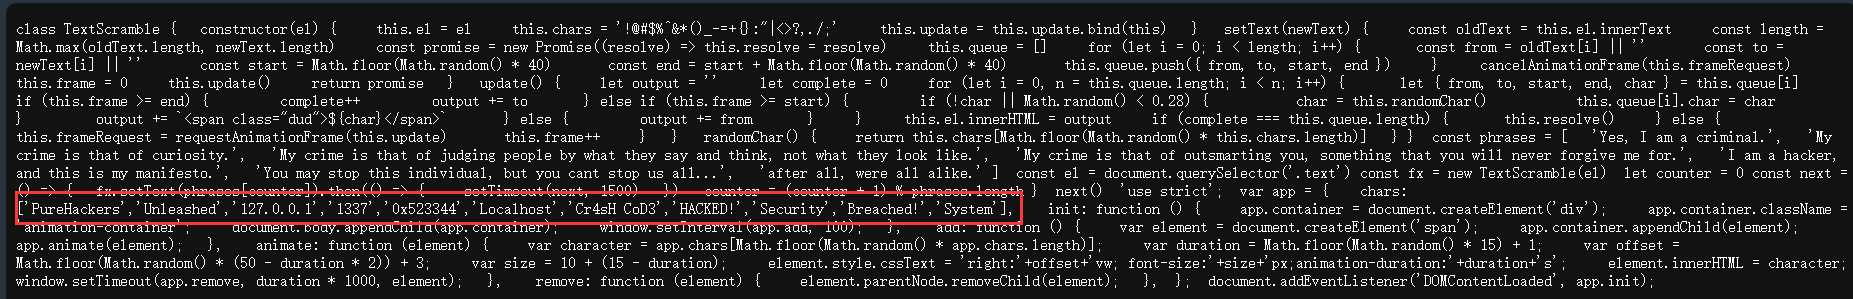 class TextScramble {   constructor(el) {     this.el = el     this.chars = '!@#$%^&*()_-=+{}:"|<>?,./;'     this.update = this.update.bind(this)   }   setText(newText) {     const oldText = this.el.innerText     const length =
Math.max(oldText.length, newText.length)     const promise = new Promise((resolve) => this.resolve = resolve)     this.queue = []     for (let i = 0; i < length; i++) {       const from = oldText[i] || ''       const to =
newText[i] || ''       const start = Math.floor(Math.random() * 40)       const end = start + Math.floor(Math.random() * 40)       this.queue.push({ from, to, start, end })     }     cancelAnimationFrame(this.frameRequest)
this.frame = 0     this.update()     return promise   }   update() {     let output = ''     let complete = 0     for (let i = 0, n = this.queue.length; i < n; i++) {       let { from, to, start, end, char } = this.queue[i]
if (this.frame >= end) {         complete++         output += to       } else if (this.frame >= start) {         if (!char || Math.random() < 0.28) {           char = this.randomChar()           this.queue[i].char = char
}         output += `<span class="dud">${char}</span>`       } else {         output += from       }     }     this.el.innerHTML = output     if (complete === this.queue.length) {       this.resolve()     } else {
this.frameRequest = requestAnimationFrame(this.update)       this.frame++     }   }   randomChar() {     return this.chars[Math.floor(Math.random() * this.chars.length)]   } }  const phrases = [   'Yes, I am a criminal.',   'My
crime is that of curiosity.',   'My crime is that of judging people by what they say and think, not what they look like.',   'My crime is that of outsmarting you, something that you will never forgive me for.',   'I am a hacker,
and this is my manifesto.',   'You may stop this individual, but you cant stop us all...',   'after all, were all alike.' ]  const el = document.querySelector('.text') const fx = new TextScramble(el)  let counter = 0 const next =
() => {   fx.setText(phrases[counter]).then(() => {     setTimeout(next, 1500)   })   counter = (counter + 1) % phrases.length }  next()  'use strict';  var app = {   chars:
['PureHackers','Unleashed','127.0.0.1','1337','0x523344','Localhost','Cr4sH CoD3','HACKED!','Security','Breached!','System'],     init: function () {     app.container = document.createElement('div');     app.container.className =
'animation-container';     document.body.appendChild(app.container);     window.setInterval(app.add, 100);   },     add: function () {     var element = document.createElement('span');     app.container.appendChild(element);
app.animate(element);   },   animate: function (element) {     var character = app.chars[Math.floor(Math.random() * app.chars.length)];     var duration = Math.floor(Math.random() * 15) + 1;     var offset =
Math.floor(Math.random() * (50 - duration * 2)) + 3;     var size = 10 + (15 - duration);     element.style.cssText = 'right:'+offset+'vw; font-size:'+size+'px;animation-duration:'+duration+'s';     element.innerHTML = character;
window.setTimeout(app.remove, duration * 1000, element);   },     remove: function (element) {     element.parentNode.removeChild(element);   },  };  document.addEventListener('DOMContentLoaded', app.init);